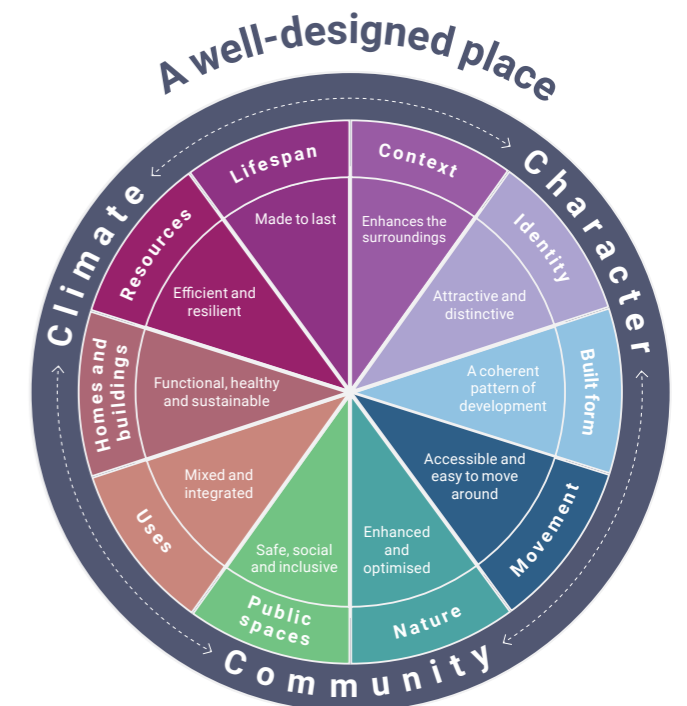 A well-designed place
Climate
Character
Community
Context
Enhances the
surroundings
Identity
Attractive and
distinctive
Built form
A coherent
pattern of
development
Movement
Accessible and
easy to move
around
Nature
Enhanced
and
optimised
Public
spaces
Safe, social
and inclusive
Uses
Mixed and
integrated
Homes and
buildings
Functional, healthy
and sustainable
Resources
Efficient and
resilient
Lifespan
Made to last